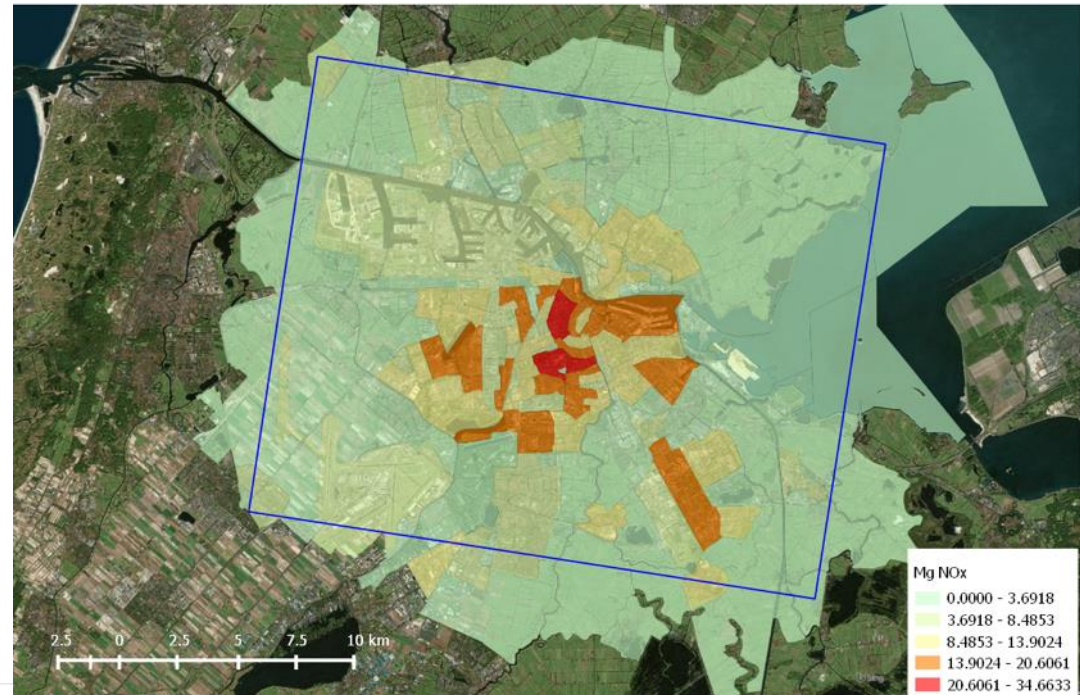 2.5 0 2.5 5 7.5 10 km
Mg NOx
0.0000 - 3.6918
3.6918 - 8.4853
8.4853 - 13.9024
13.9024 - 20.6061
20.6061 - 34.6633